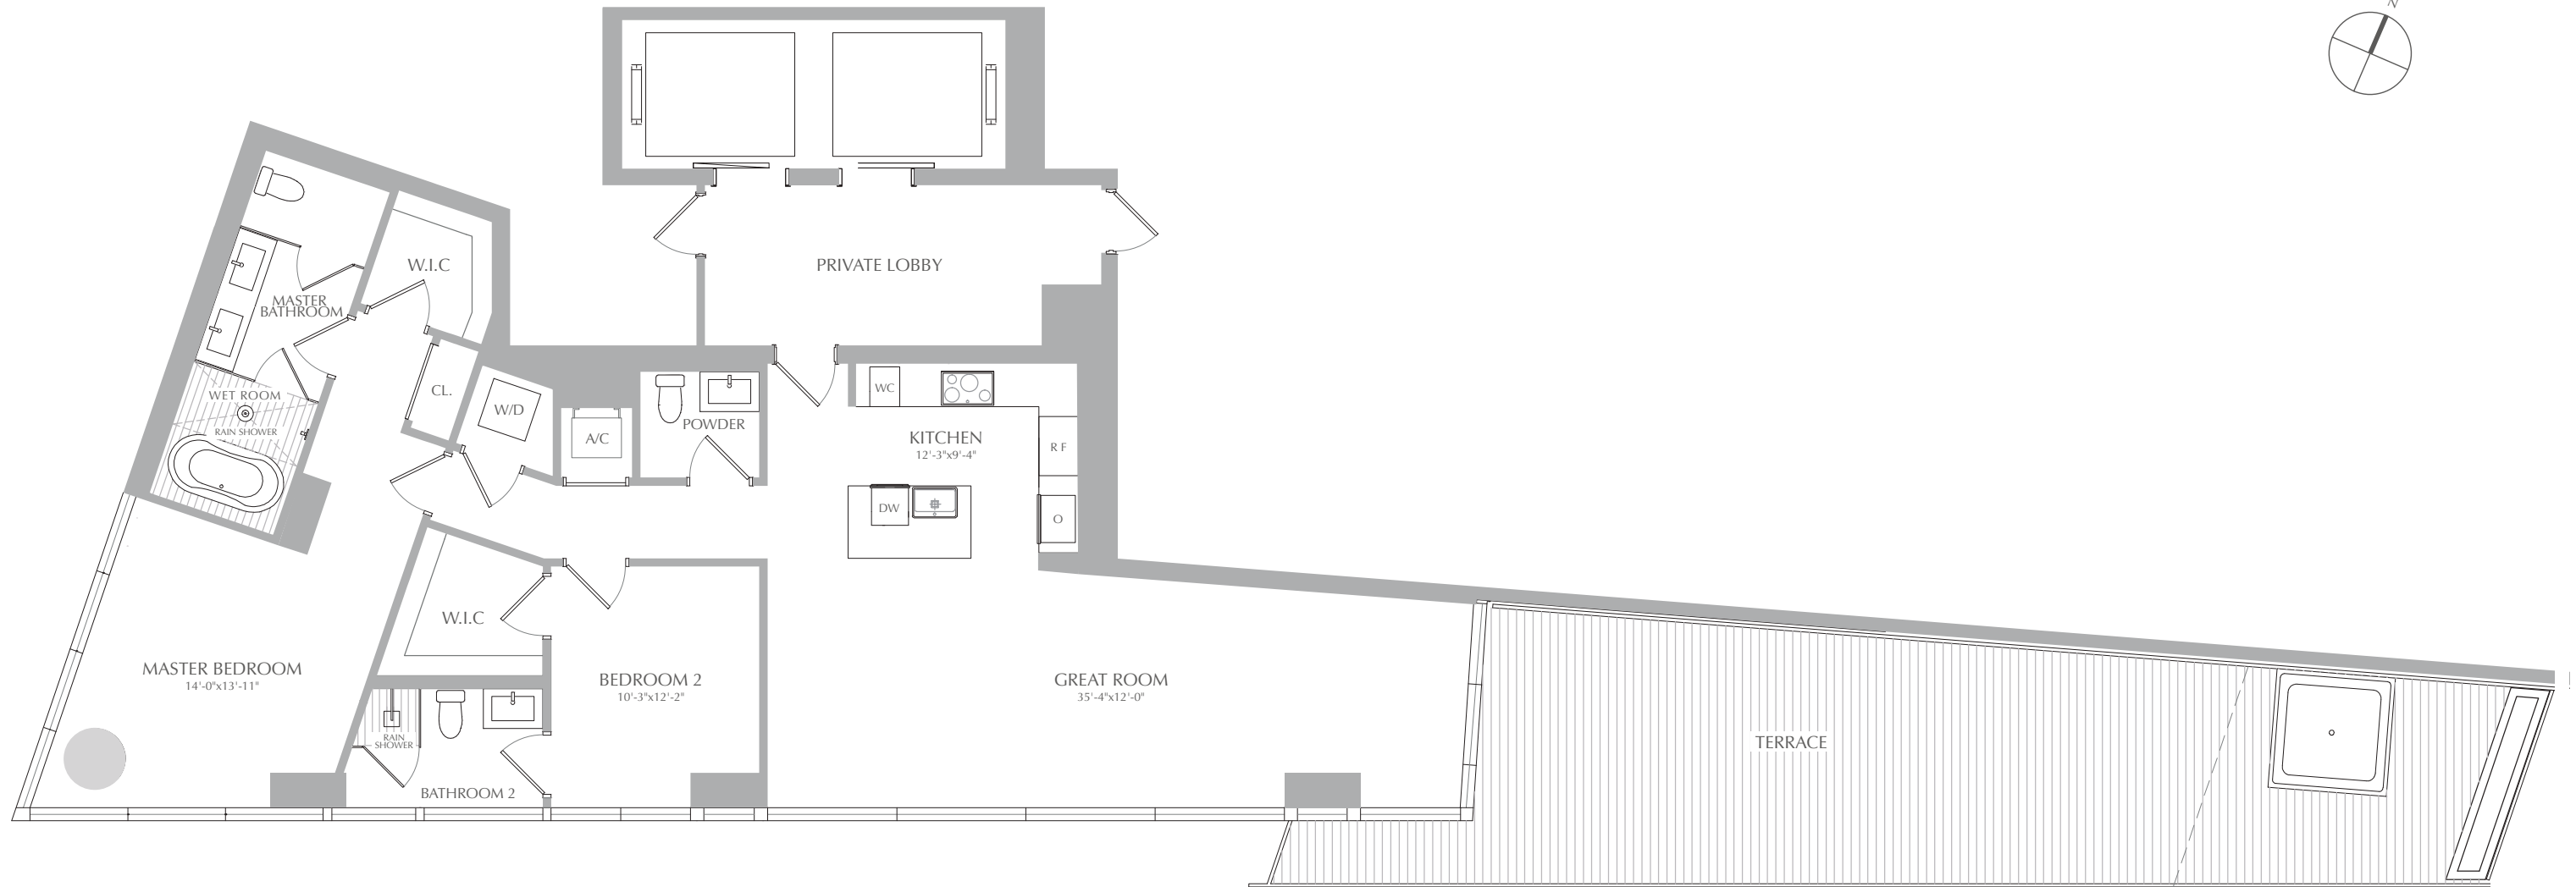 N
PRIVATE LOBBY
W.I.C
MASTER
BATHROOM
WET ROOM
RAIN SHOWER
CL.
W/D
A/C
POWDER
WC
KITCHEN
12'-3"x9'-4"
R F
DW
O
W.I.C
MASTER BEDROOM
14'-0"x13'-11"
BEDROOM 2
10'-3"x12'-2"
GREAT ROOM
35'-4"x12'-0"
RAIN
SHOWER
BATHROOM 2
TERRACE